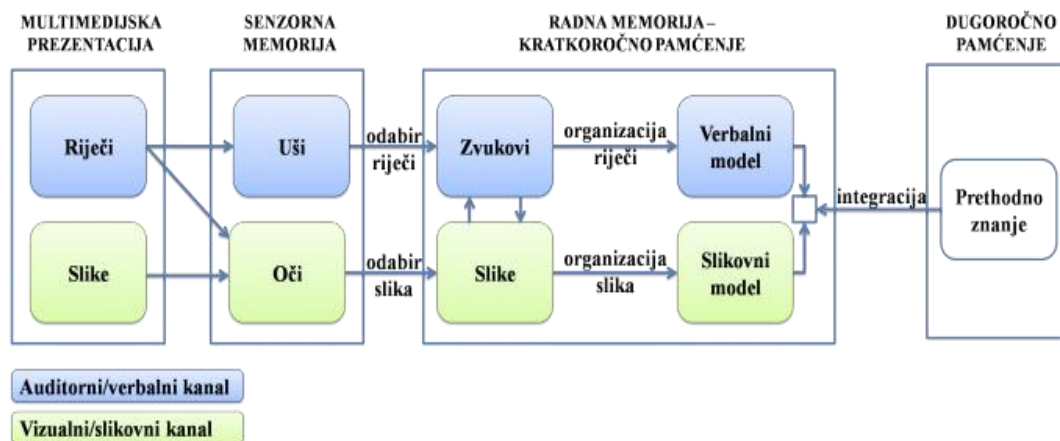 MULTIMEDIJSKA
PREZENTACIJA
SENZORNA
MEMORIJA
RADNA MEMORIJA –
KRATKOROČNO PAMĆENJE
DUGOROČNO
PAMĆENJE
Riječi
Uši
odabir
riječi
Zvukovi
organizacija
riječi
Verbalni
model
integracija
Prethodno
znanje
Slike
Oči
odabir
slika
Slike
organizacija
slika
Slikovni
model
Auditorni/verbalni kanal
Vizualni/slikovni kanal